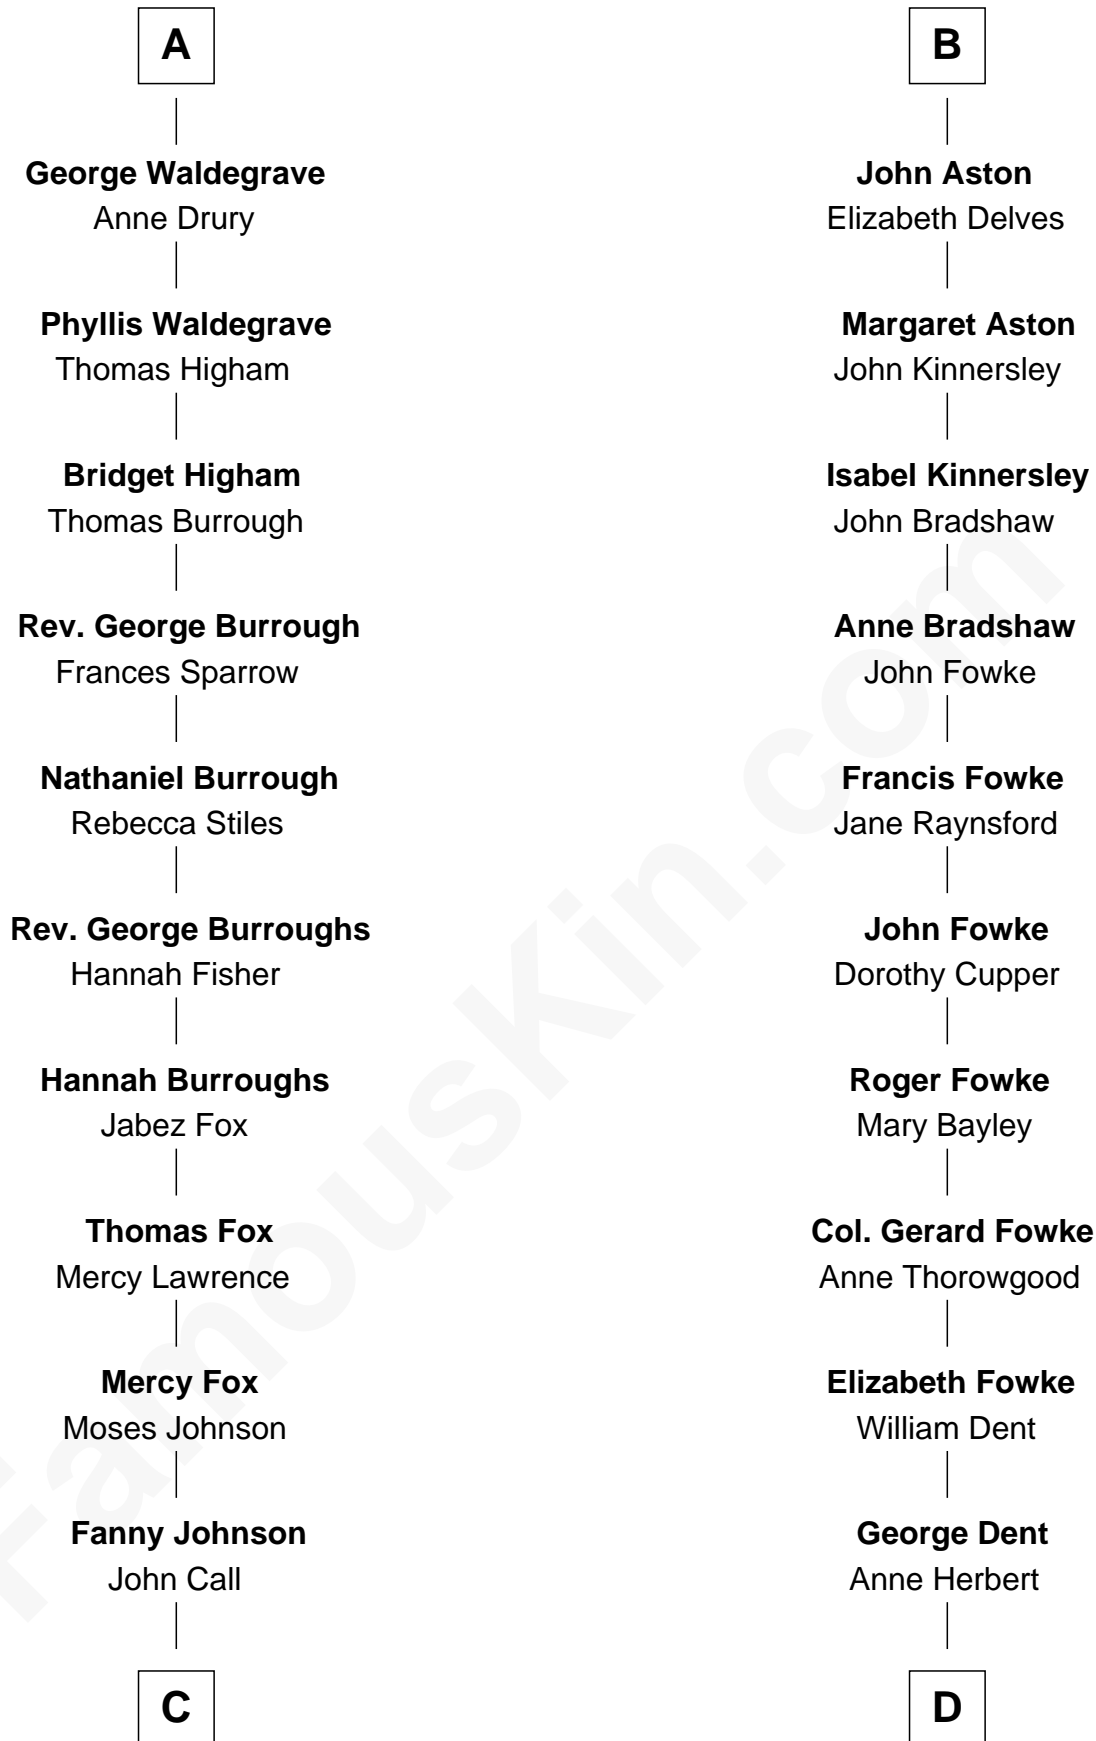 A
George Waldegrave
Anne Drury
Phyllis Waldegrave
Thomas Higham
Bridget Higham
Thomas Burrough
Rev. George Burrough
Frances Sparrow
Nathaniel Burrough
Rebecca Stiles
Rev. George Burroughs
Hannah Fisher
Hannah Burroughs
Jabez Fox
Thomas Fox
Mercy Lawrence
Mercy Fox
Moses Johnson
Fanny Johnson
John Call
C
B
John Aston
Elizabeth Delves
Margaret Aston
John Kinnersley
Isabel Kinnersley
John Bradshaw
Anne Bradshaw
John Fowke
Francis Fowke
Jane Raynsford
John Fowke
Dorothy Cupper
Roger Fowke
Mary Bayley
Col. Gerard Fowke
Anne Thorowgood
Elizabeth Fowke
William Dent
George Dent
Anne Herbert
D
FamousKin.com